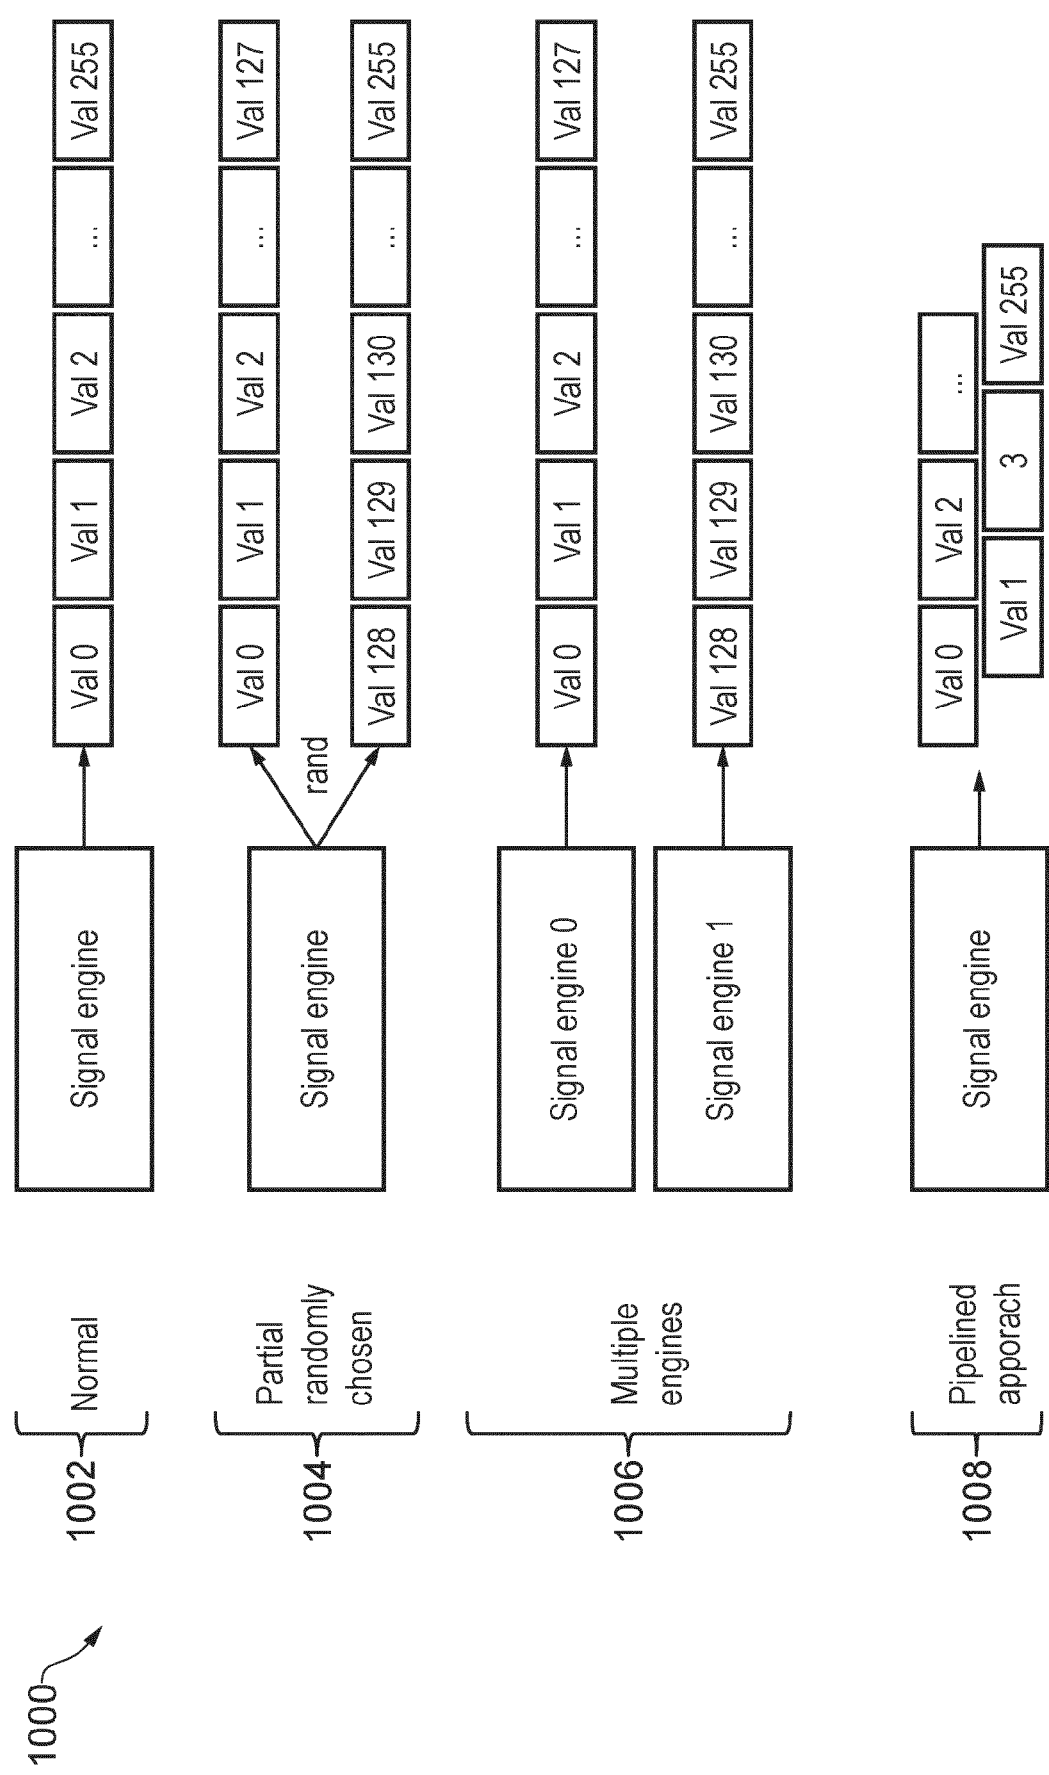 1000
1002
Normal
Signal engine
Val 0
Val 1
Val 2
...
Val 255
1004
Partial
randomly
chosen
Signal engine
rand
Val 0
Val 1
Val 2
...
Val 127
Val 128
Val 129
Val 130
...
Val 255
1006
Multiple
engines
Signal engine 0
Val 0
Val 1
Val 2
...
Val 127
Signal engine 1
Val 128
Val 129
Val 130
...
Val 255
1008
Pipelined
apporach
Signal engine
Val 0
Val 2
...
Val 1
3
Val 255